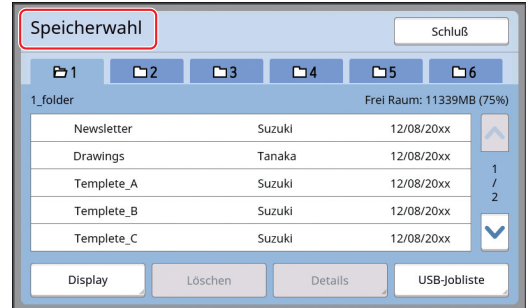 Speicherwahl
Schluß
1 2 3 4 5 6
1_folder Frei Raum: 11339MB (75%)
Newsletter Suzuki 12/08/20xx
Drawings Tanaka 12/08/20xx
Templete_A Suzuki 12/08/20xx
Templete_B Suzuki 12/08/20xx
Templete_C Suzuki 12/08/20xx
1
/
2
Display Löschen Details USB-Jobliste